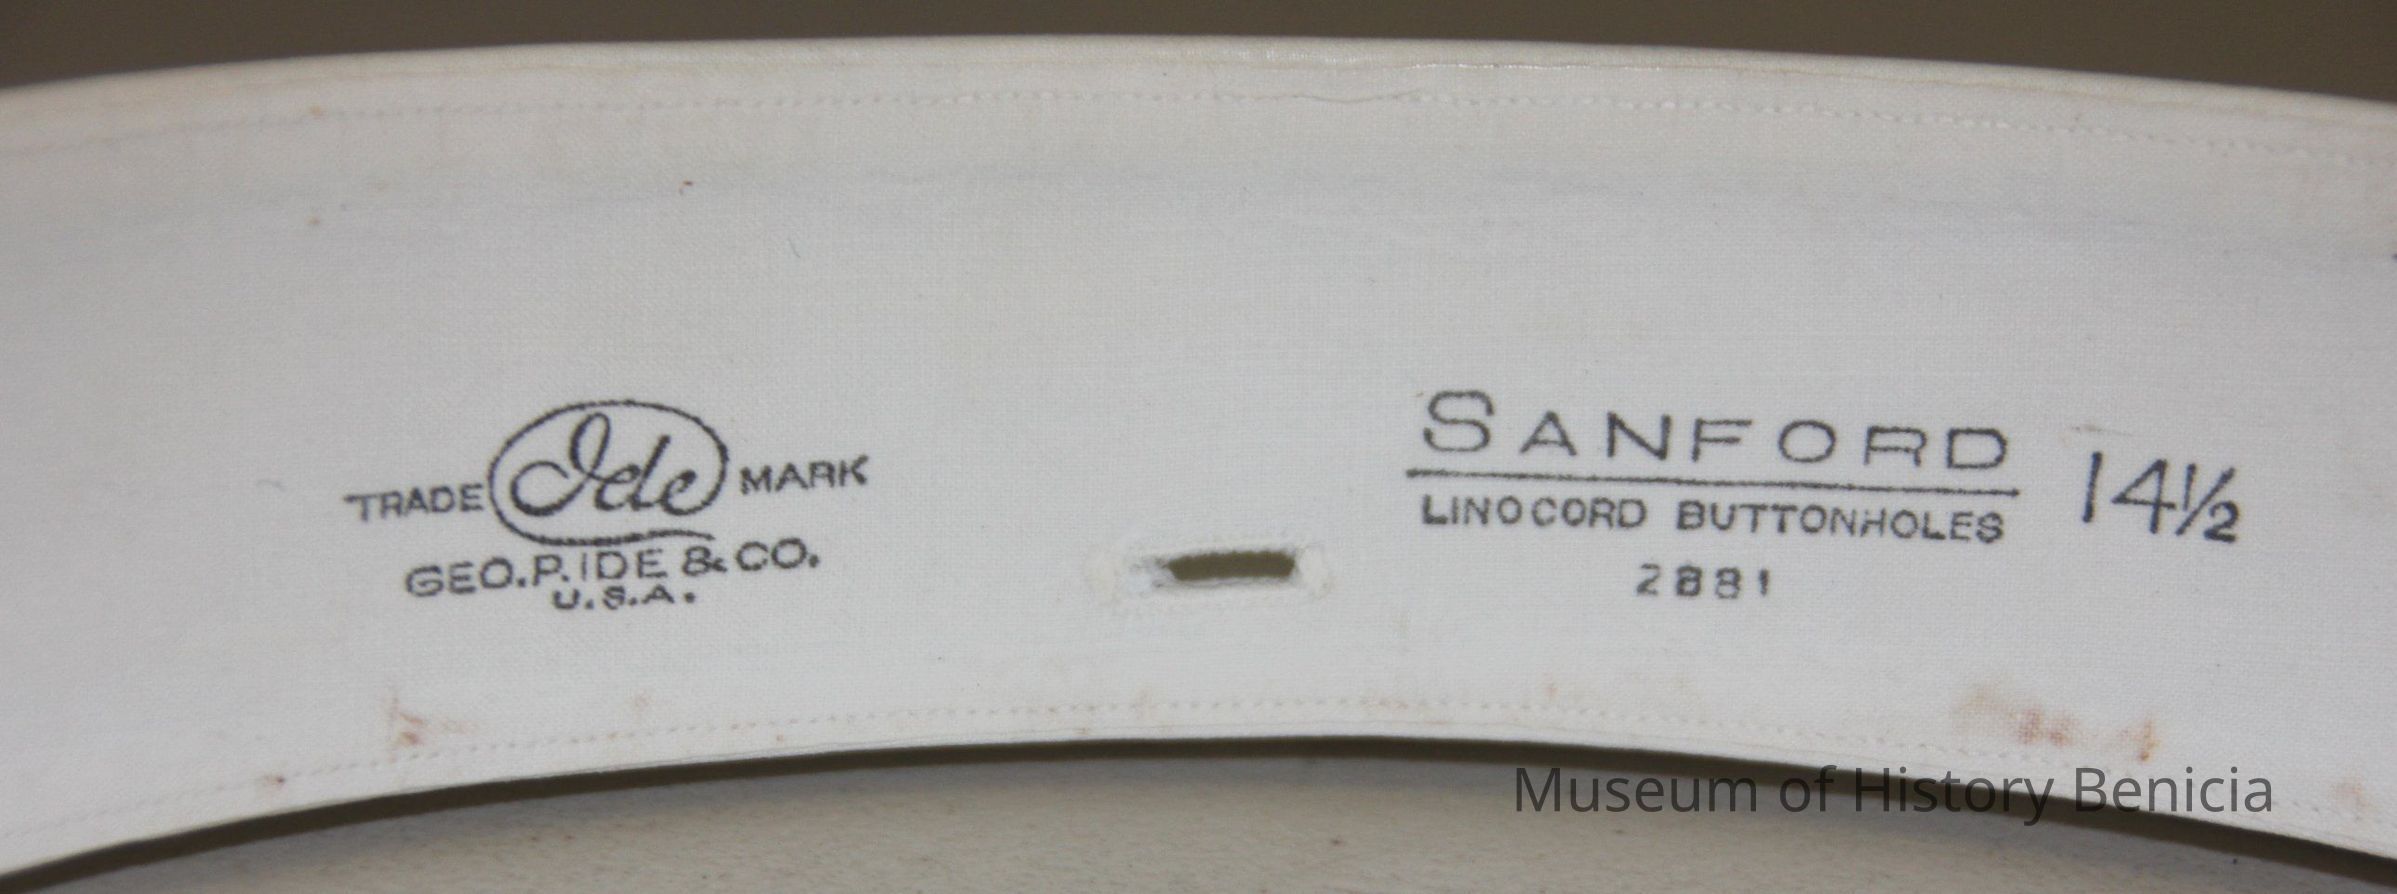 TRADE Ide MARK
GEO. P. IDE & CO.
U.S.A.
SANFORD
LINOCORD BUTTONHOLES
2881
14½
Museum of History Benicia